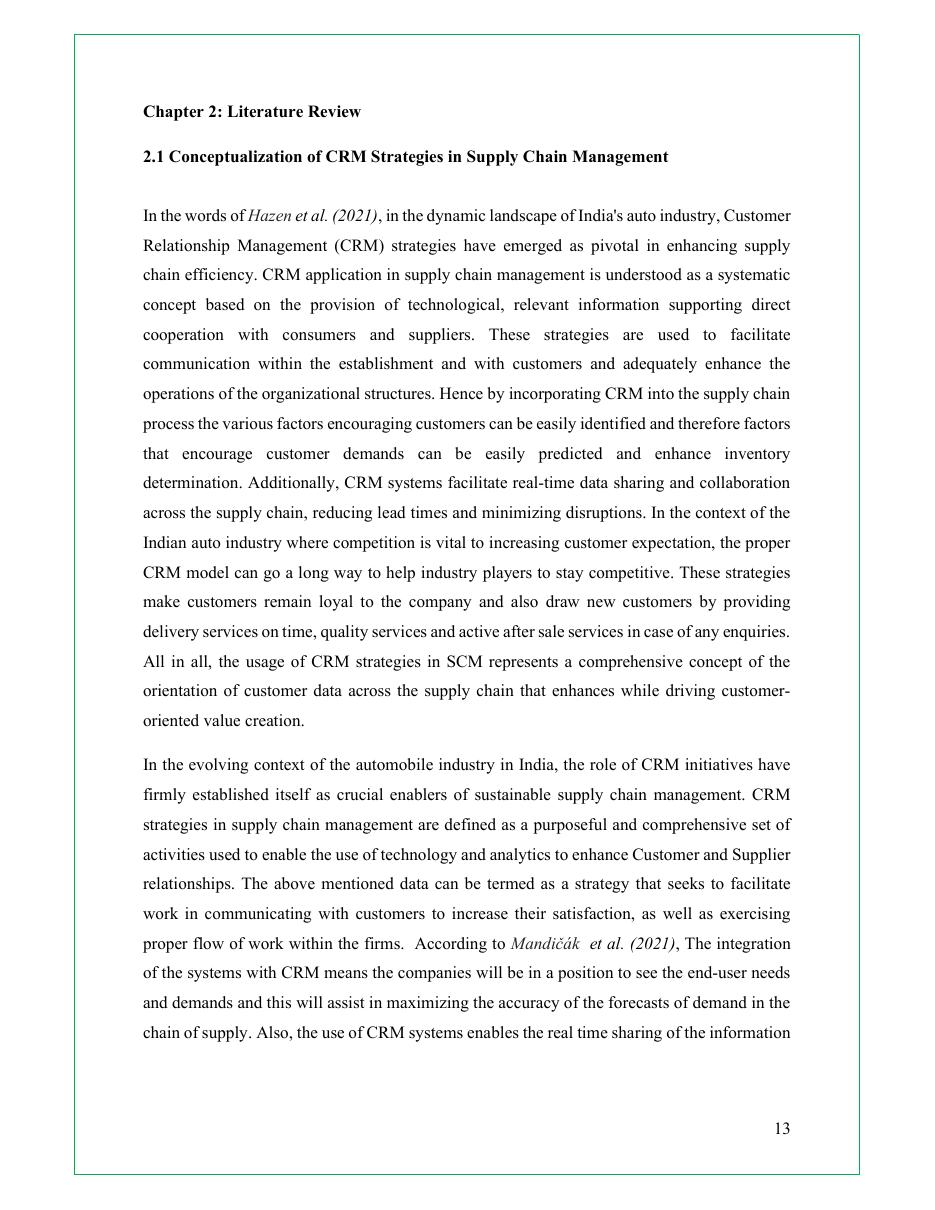 Chapter 2: Literature Review
2.1 Conceptualization of CRM Strategies in Supply Chain Management
In the words of Hazen et al. (2021), in the dynamic landscape of India's auto industry, Customer
Relationship Management (CRM) strategies have emerged as pivotal in enhancing supply
chain efficiency. CRM application in supply chain management is understood as a systematic
concept based on the provision of technological, relevant information supporting direct
cooperation with consumers and suppliers. These strategies are used to facilitate
communication within the establishment and with customers and adequately enhance the
operations of the organizational structures. Hence by incorporating CRM into the supply chain
process the various factors encouraging customers can be easily identified and therefore factors
that encourage customer demands can be easily predicted and enhance inventory
determination. Additionally, CRM systems facilitate real-time data sharing and collaboration
across the supply chain, reducing lead times and minimizing disruptions. In the context of the
Indian auto industry where competition is vital to increasing customer expectation, the proper
CRM model can go a long way to help industry players to stay competitive. These strategies
make customers remain loyal to the company and also draw new customers by providing
delivery services on time, quality services and active after sale services in case of any enquiries.
All in all, the usage of CRM strategies in SCM represents a comprehensive concept of the
orientation of customer data across the supply chain that enhances while driving customer-
oriented value creation.
In the evolving context of the automobile industry in India, the role of CRM initiatives have
firmly established itself as crucial enablers of sustainable supply chain management. CRM
strategies in supply chain management are defined as a purposeful and comprehensive set of
activities used to enable the use of technology and analytics to enhance Customer and Supplier
relationships. The above mentioned data can be termed as a strategy that seeks to facilitate
work in communicating with customers to increase their satisfaction, as well as exercising
proper flow of work within the firms.  According to Mandičák  et al. (2021), The integration
of the systems with CRM means the companies will be in a position to see the end-user needs
and demands and this will assist in maximizing the accuracy of the forecasts of demand in the
chain of supply. Also, the use of CRM systems enables the real time sharing of the information
13